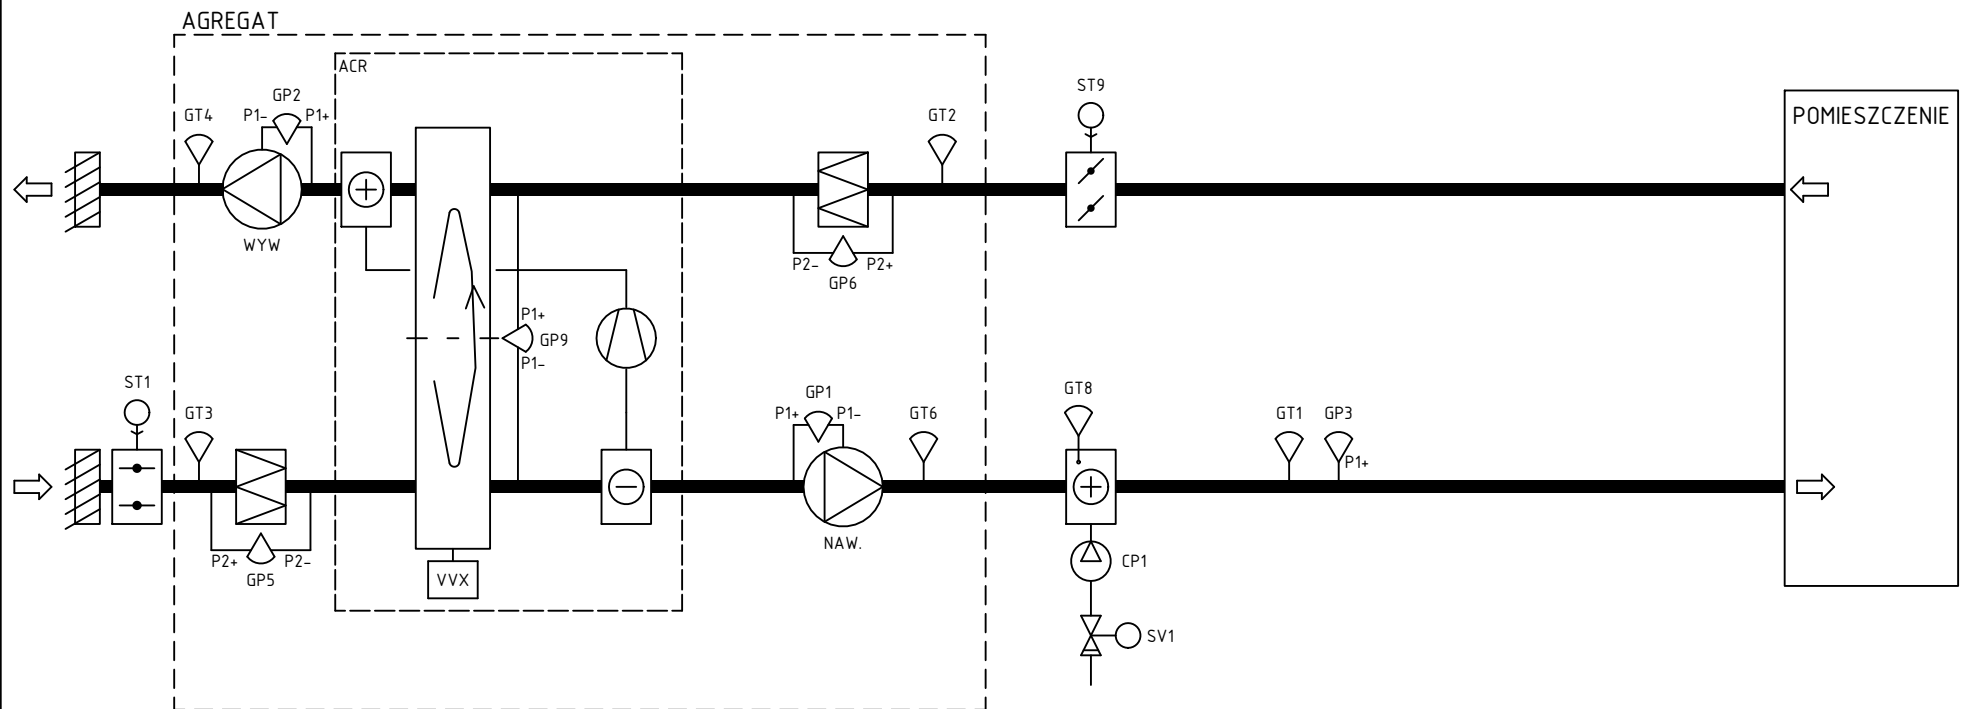 AGREGAT
ACR
ST9
GP2
GT4
P1- P1+
GT2
POMIESZCZENIE
WYW
P2- P2+
GP6
P1+
GP9
P1-
ST1
GT3
GP1
P1+ P1-
GT6
GT8
GT1
GP3
P1+
NAW.
P2+ P2-
GP5
VVX
CP1
SV1